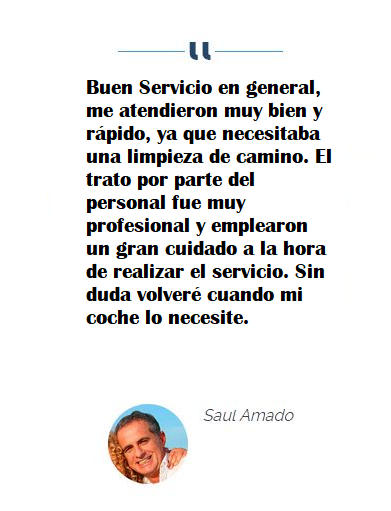 Buen Servicio en general,
me atendieron muy bien y
rápido, ya que necesitaba
una limpieza de camino. El
trato por parte del
personal fue muy
profesional y emplearon
un gran cuidado a la hora
de realizar el servicio. Sin
duda volveré cuando mi
coche lo necesite.
Saul Amado